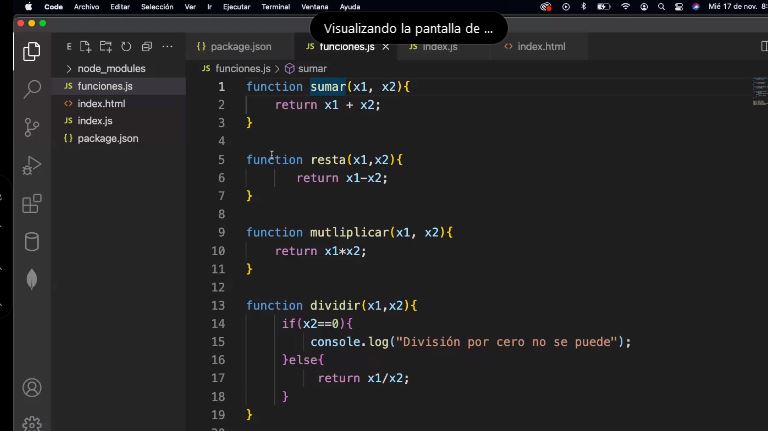 Code Archivo Editar Selección Ver Ir Ejecutar Terminal Ventana Ayuda Mié 17 de nov. 8:
Visualizando la pantalla de ...
E package.json funciones.js index.js index.html
node_modules
JS funciones.js
index.html
JS index.js
{} package.json
JS funciones.js > sumar
1 function sumar(x1, x2){
2 return x1 + x2;
3 }
4
5 function resta(x1,x2){
6 return x1-x2;
7 }
8
9 function mutliplicar(x1, x2){
10 return x1*x2;
11 }
12
13 function dividir(x1,x2){
14 if(x2==0){
15 console.log("División por cero no se puede");
16 }else{
17 return x1/x2;
18 }
19 }